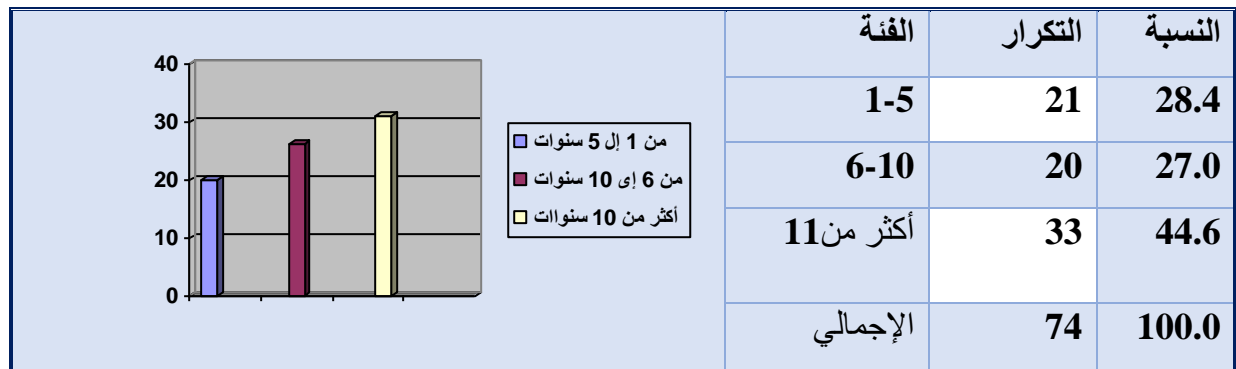 الفئة التكرار النسبة
1-5 21 28.4
6-10 20 27.0
أكثر من11 33 44.6
الإجمالي 74 100.0
40
30
20
10
0
من 1 إل 5 سنوات
من 6 إى 10 سنوات
أكثر من 10 سنواات